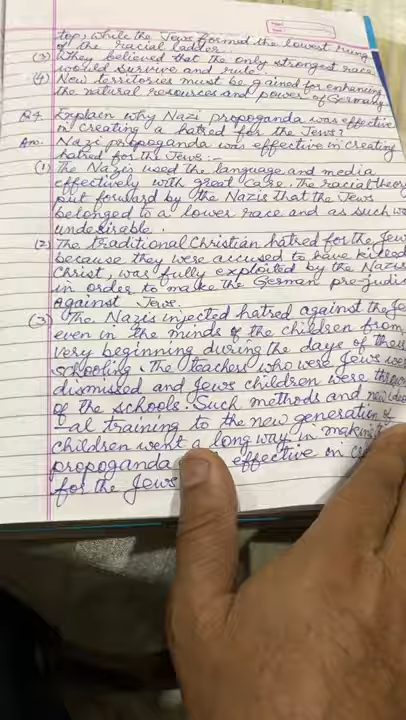 top, while the Jews formed the lowest rung
of the racial ladder.
(3) They believed that the only strongest race
would survive and rule.
(4) New territories must be gained for enhancing
the natural resources and power of Germany
Q4. Explain why Nazi propaganda was effective
in creating a hatred for the Jews?
Ans. Nazi propaganda was effective in creating
hatred for the Jews :-
(1) The Nazis used the language and media
effectively with great care. The racial theory
put forward by the Nazis that the Jews
belonged to a lower race and as such w
undesirable.
(2) The traditional Christian hatred for the Jew
because they were accused to have killed
Christ, was fully exploited by the Nazis
in order to make the German pre-judic
against Jews.
(3) The Nazis injected hatred against the Je
even in the minds of the children from
very beginning during the days of their
schooling. The teachers who were Jews wer
dismissed and Jews children were thrown
of the schools. Such methods and new
-al training to the new generation of
children went a long way in making
propoganda effective in
for the Jews